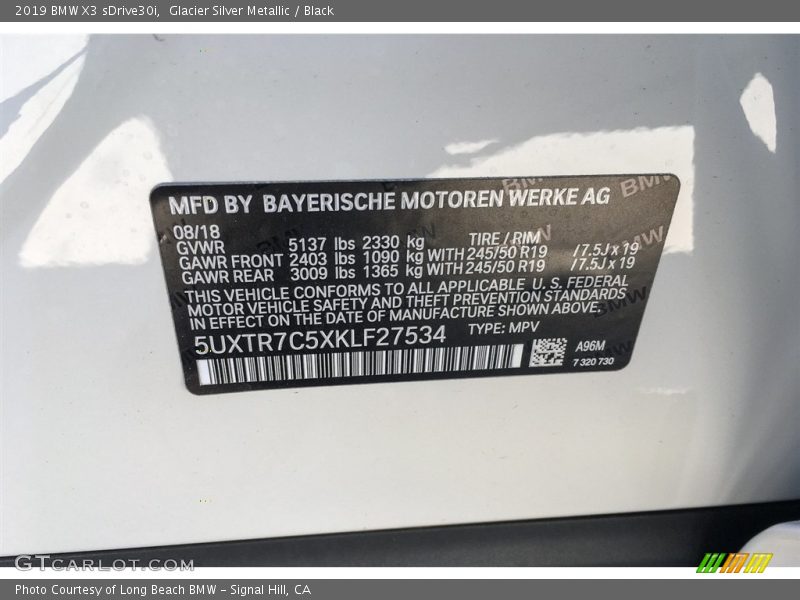 2019 BMW X3 sDrive30i, Glacier Silver Metallic / Black
MFD BY BAYERISCHE MOTOREN WERKE AG
08/18
GVWR 5137 lbs 2330 kg TIRE / RIM
GAWR FRONT 2403 lbs 1090 kg WITH 245/50 R19 / 7.5J x 19
GAWR REAR 3009 lbs 1365 kg WITH 245/50 R19 / 7.5J x 19
THIS VEHICLE CONFORMS TO ALL APPLICABLE U. S. FEDERAL
MOTOR VEHICLE SAFETY AND THEFT PREVENTION STANDARDS
IN EFFECT ON THE DATE OF MANUFACTURE SHOWN ABOVE.
5UXTR7C5XKLF27534 TYPE: MPV
A96M
7 320 730
GTCARLOT.COM
Photo Courtesy of Long Beach BMW - Signal Hill, CA